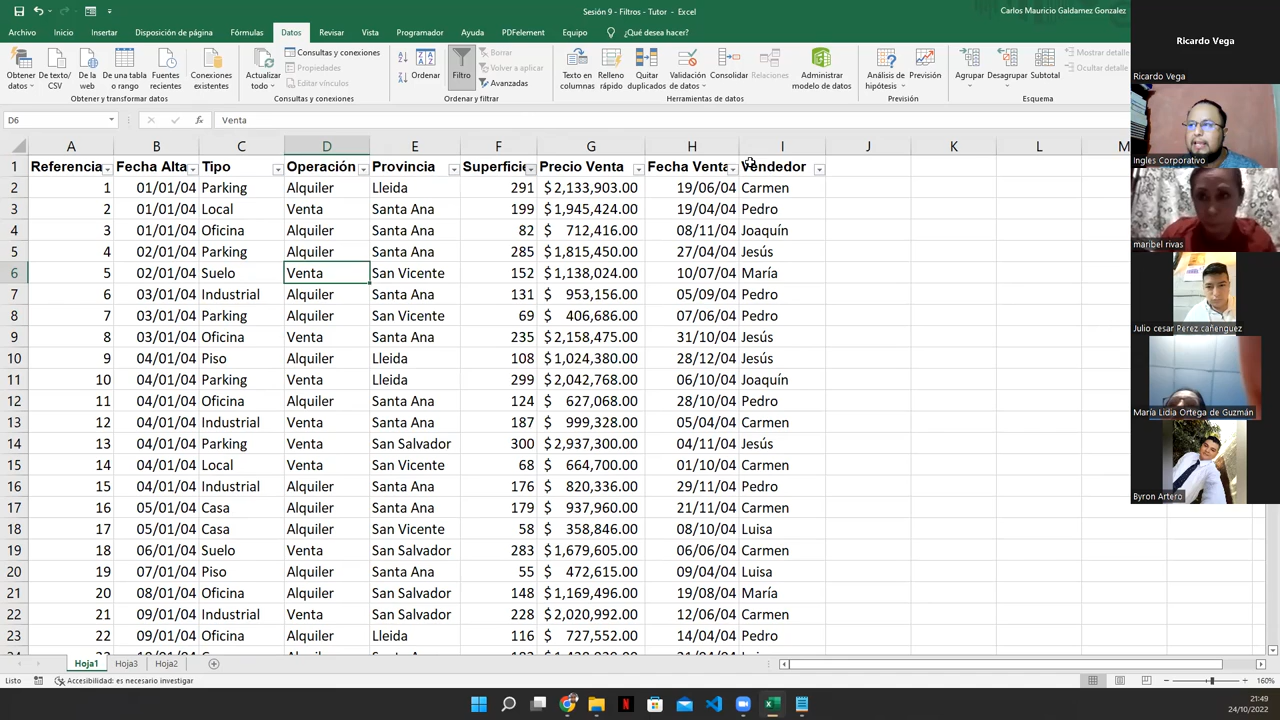 Sesión 9 - Filtros - Tutor - Excel
Carlos Mauricio Galdamez Gonzalez
Archivo Inicio Insertar Disposición de página Fórmulas Datos Revisar Vista Programador Ayuda PDFelement Equipo ¿Qué desea hacer?
Obtener datos
De texto/CSV
De la web
De una tabla o rango
Fuentes recientes
Conexiones existentes
Obtener y transformar datos
Actualizar todo
Consultas y conexiones
Propiedades
Editar vínculos
Consultas y conexiones
Ordenar
Filtro
Borrar
Volver a aplicar
Avanzadas
Ordenar y filtrar
Texto en columnas
Relleno rápido
Quitar duplicados
Validación de datos
Consolidar
Relaciones
Administrar modelo de datos
Herramientas de datos
Análisis de hipótesis
Previsión
Previsión
Agrupar
Desagrupar
Subtotal
Mostrar detalle
Ocultar detalle
Esquema
D6 fx Venta
A B C D E F G H I J K L M
1 Referencia Fecha Alta Tipo Operación Provincia Superficie Precio Venta Fecha Venta Vendedor
2 1 01/01/04 Parking Alquiler Lleida 291 $ 2,133,903.00 19/06/04 Carmen
3 2 01/01/04 Local Venta Santa Ana 199 $ 1,945,424.00 19/04/04 Pedro
4 3 01/01/04 Oficina Alquiler Santa Ana 82 $ 712,416.00 08/11/04 Joaquín
5 4 02/01/04 Parking Alquiler Santa Ana 285 $ 1,815,450.00 27/04/04 Jesús
6 5 02/01/04 Suelo Venta San Vicente 152 $ 1,138,024.00 10/07/04 María
7 6 03/01/04 Industrial Alquiler Santa Ana 131 $ 953,156.00 05/09/04 Pedro
8 7 03/01/04 Parking Alquiler San Vicente 69 $ 406,686.00 07/06/04 Pedro
9 8 03/01/04 Oficina Venta Santa Ana 235 $ 2,158,475.00 31/10/04 Jesús
10 9 04/01/04 Piso Alquiler Lleida 108 $ 1,024,380.00 28/12/04 Jesús
11 10 04/01/04 Parking Venta Lleida 299 $ 2,042,768.00 06/10/04 Joaquín
12 11 04/01/04 Oficina Alquiler Santa Ana 124 $ 627,068.00 28/10/04 Pedro
13 12 04/01/04 Industrial Venta Santa Ana 187 $ 999,328.00 05/04/04 Carmen
14 13 04/01/04 Parking Venta San Salvador 300 $ 2,937,300.00 04/11/04 Jesús
15 14 04/01/04 Local Venta San Vicente 68 $ 664,700.00 01/10/04 Carmen
16 15 04/01/04 Industrial Alquiler Santa Ana 176 $ 820,336.00 29/11/04 Pedro
17 16 05/01/04 Casa Alquiler Santa Ana 179 $ 937,960.00 21/11/04 Carmen
18 17 05/01/04 Casa Alquiler San Vicente 58 $ 358,846.00 08/10/04 Luisa
19 18 06/01/04 Suelo Venta San Salvador 283 $ 1,679,605.00 06/06/04 Carmen
20 19 07/01/04 Piso Alquiler Santa Ana 55 $ 472,615.00 09/04/04 Luisa
21 20 08/01/04 Oficina Alquiler San Salvador 148 $ 1,169,496.00 19/08/04 María
22 21 09/01/04 Industrial Venta San Salvador 228 $ 2,020,992.00 12/06/04 Carmen
23 22 09/01/04 Oficina Alquiler Lleida 116 $ 727,552.00 14/04/04 Pedro
Hoja1 Hoja3 Hoja2
Listo Accesibilidad: es necesario investigar 160%
21:49
24/10/2022
Ricardo Vega
Ricardo Vega
Ingles Corporativo
maribel rivas
Julio cesar Perez cañenguez
María Lidia Ortega de Guzmán
Byron Artero